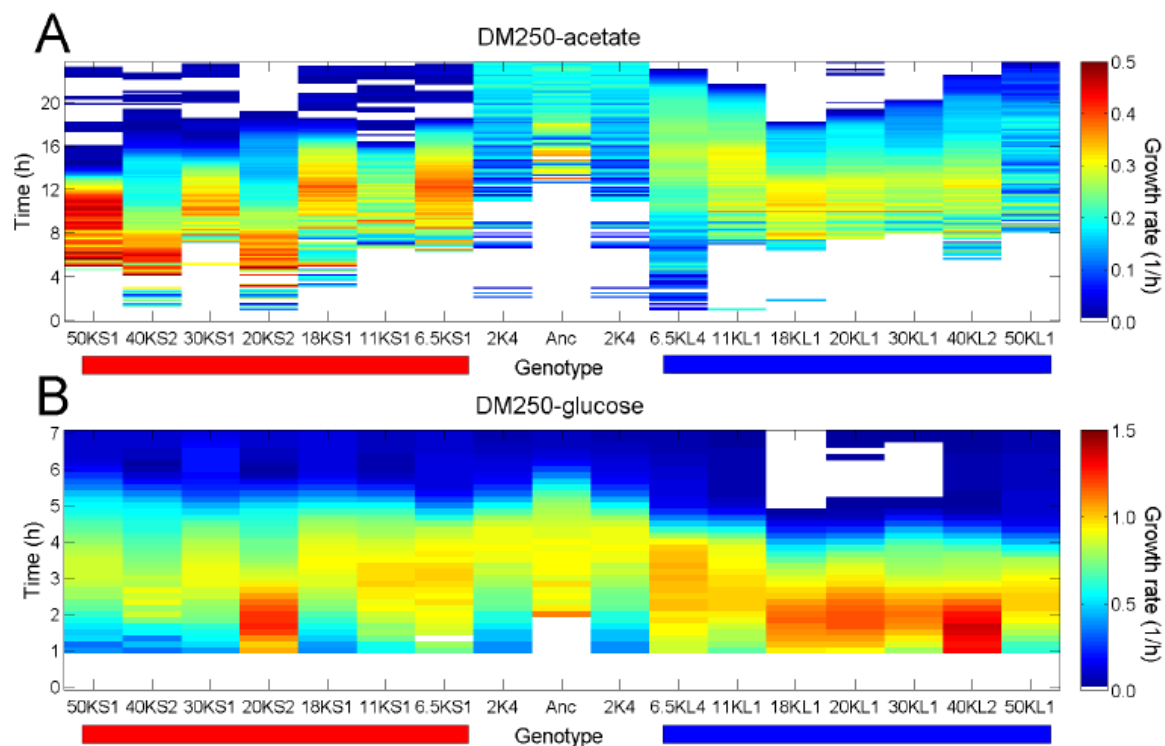 A
DM250-acetate
Time (h)
20
16
12
8
4
0
50KS1 40KS2 30KS1 20KS2 18KS1 11KS1 6.5KS1 2K4 Anc 2K4 6.5KL4 11KL1 18KL1 20KL1 30KL1 40KL2 50KL1
Genotype
0.5
0.4
0.3
0.2
0.1
0.0
Growth rate (1/h)
B
DM250-glucose
Time (h)
7
6
5
4
3
2
1
0
50KS1 40KS2 30KS1 20KS2 18KS1 11KS1 6.5KS1 2K4 Anc 2K4 6.5KL4 11KL1 18KL1 20KL1 30KL1 40KL2 50KL1
Genotype
1.5
1.0
0.5
0.0
Growth rate (1/h)